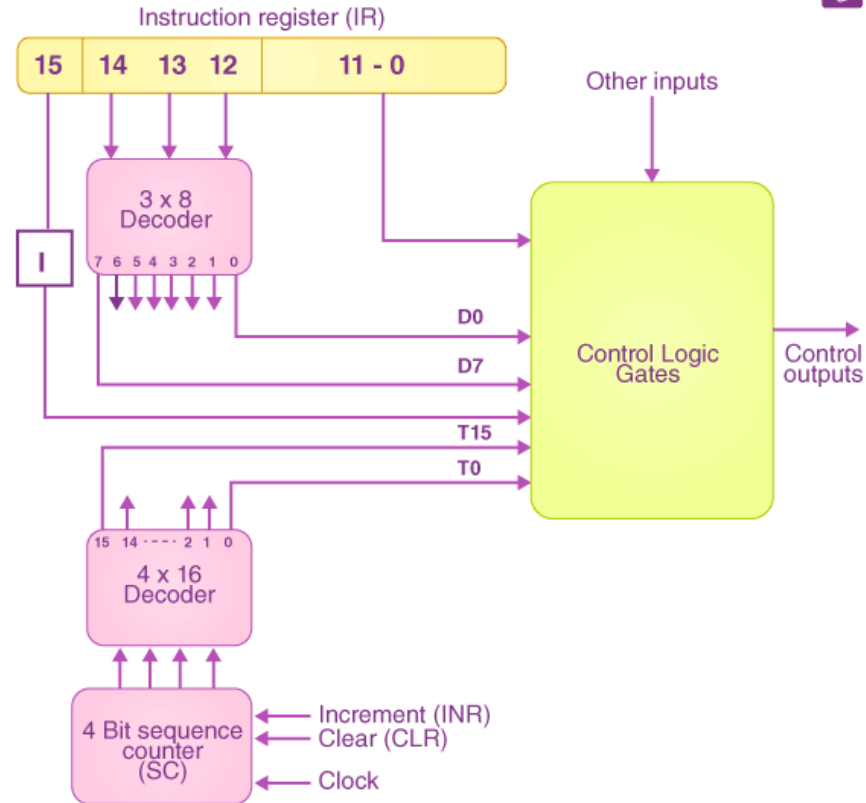 Instruction register (IR)
15 14 13 12 11 - 0
Other inputs
3 x 8
Decoder
I
7 6 5 4 3 2 1 0
D0
Control Logic
Gates
Control
outputs
D7
T15
T0
15 14 ---- 2 1 0
4 x 16
Decoder
4 Bit sequence
counter
(SC)
Increment (INR)
Clear (CLR)
Clock